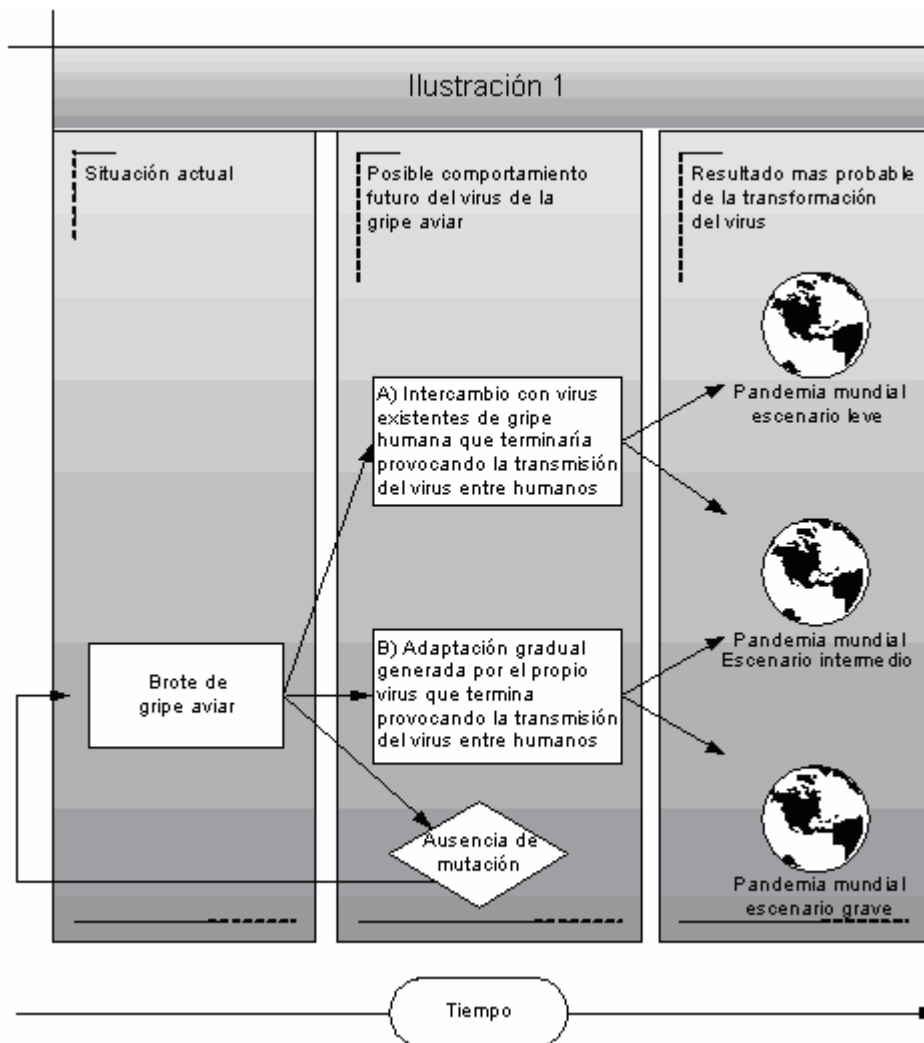 Ilustración 1
Situación actual
Posible comportamiento
futuro del virus de la
gripe aviar
Resultado mas probable
de la transformación
del virus
Pandemia mundial
escenario leve
A) Intercambio con virus
existentes de gripe
humana que terminaría
provocando la transmisión
del virus entre humanos
Pandemia mundial
Escenario intermedio
Brote de
gripe aviar
B) Adaptación gradual
generada por el propio
virus que termina
provocando la transmisión
del virus entre humanos
Ausencia de
mutación
Pandemia mundial
escenario grave
Tiempo